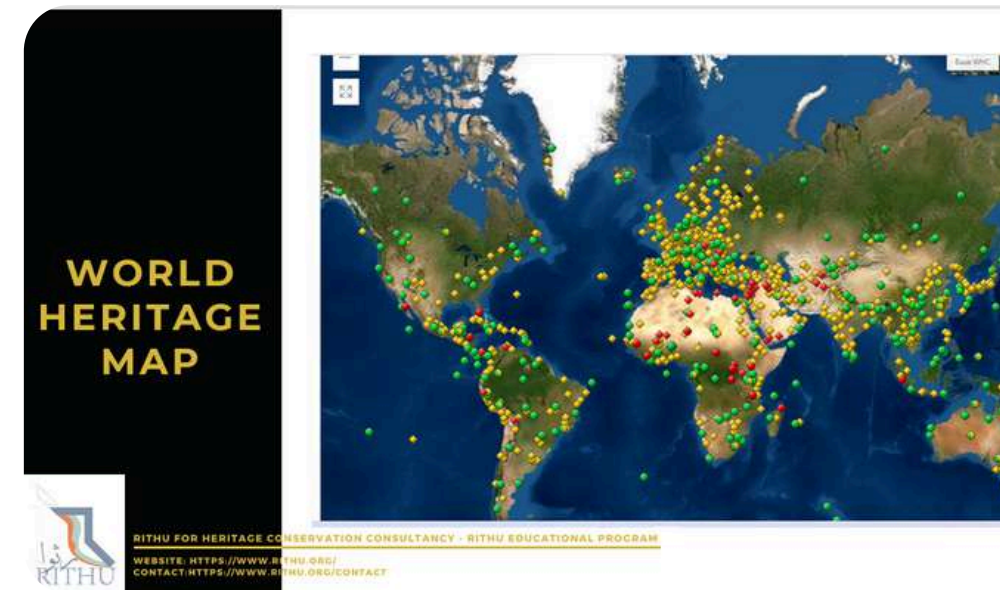 WORLD
HERITAGE
MAP
RITHU
RITHU FOR HERITAGE CONSERVATION CONSULTANCY - RITHU EDUCATIONAL PROGRAM
WEBSITE: HTTPS://WWW.RITHU.ORG/
CONTACT:HTTPS://WWW.RITHU.ORG/CONTACT